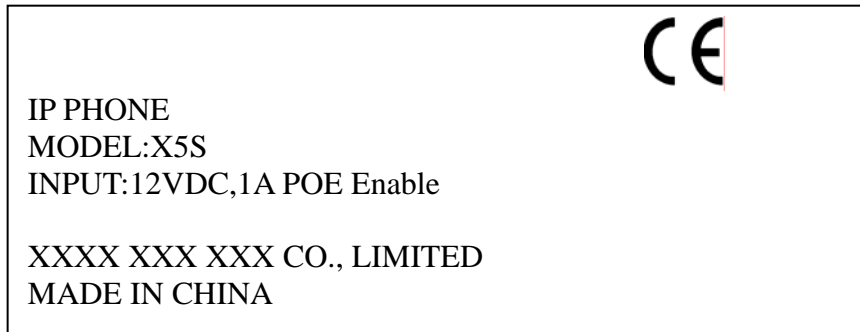 CE
IP PHONE
MODEL:X5S
INPUT:12VDC,1A POE Enable
XXXX XXX XXX CO., LIMITED
MADE IN CHINA